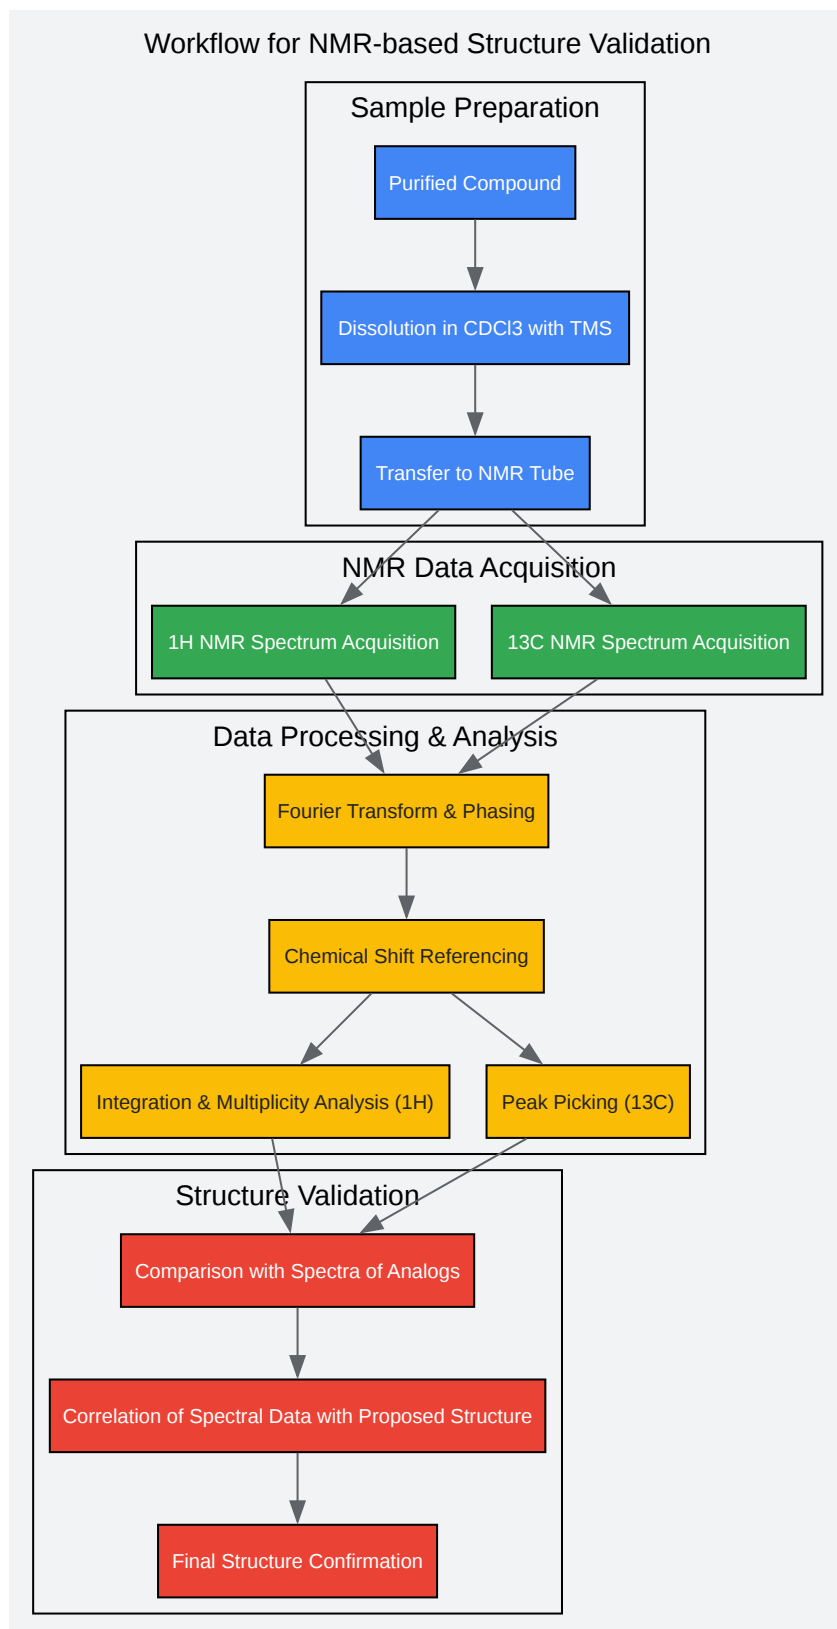 Workflow for NMR-based Structure Validation
Sample Preparation
Purified Compound
Dissolution in CDCl3 with TMS
Transfer to NMR Tube
NMR Data Acquisition
1H NMR Spectrum Acquisition
13C NMR Spectrum Acquisition
Data Processing & Analysis
Fourier Transform & Phasing
Chemical Shift Referencing
Integration & Multiplicity Analysis (1H)
Peak Picking (13C)
Structure Validation
Comparison with Spectra of Analogs
Correlation of Spectral Data with Proposed Structure
Final Structure Confirmation